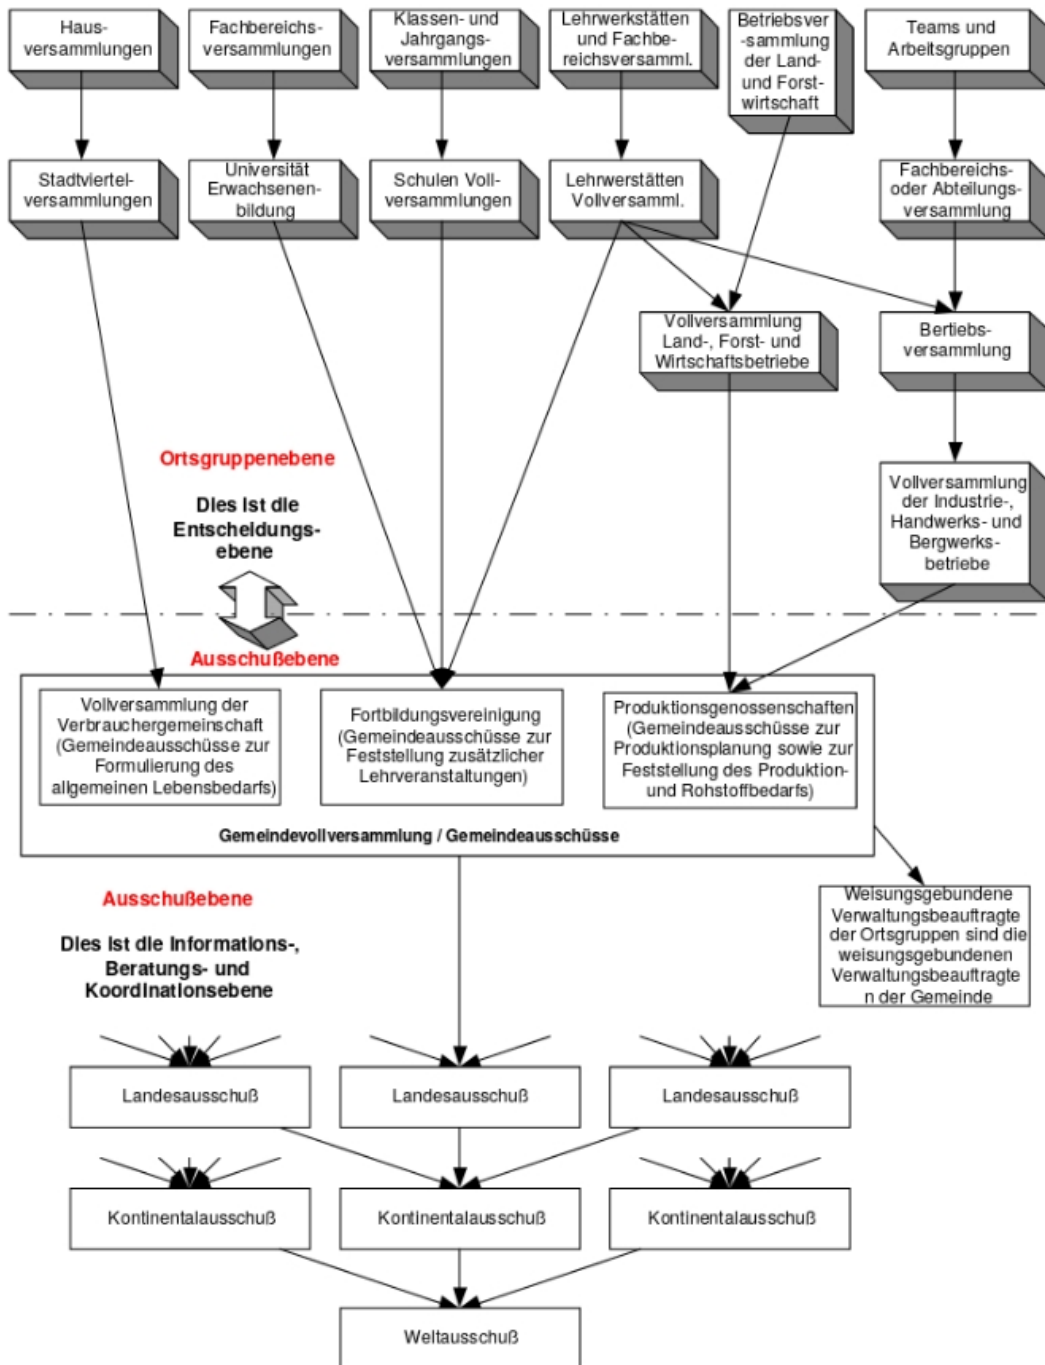 Haus-
versammlungen
Fachbereichs-
versammlungen
Klassen- und
Jahrgangs-
versammlungen
Lehrwerkstätten
und Fachbe-
reichsversamml.
Betriebsver
-sammlung
der Land-
und Forst-
wirtschaft
Teams und
Arbeitsgruppen
Stadtviertel-
versammlungen
Universität
Erwachsenen-
bildung
Schulen Voll-
versammlungen
Lehrwerstätten
Vollversamml.
Fachbereichs-
oder Abteilungs-
versammlung
Vollversammlung
Land-, Forst- und
Wirtschaftsbetriebe
Bertiebs-
versammlung
Ortsgruppenebene
Dies ist die
Entscheidungs-
ebene
Vollversammlung
der Industrie-,
Handwerks- und
Bergwerks-
betriebe
Ausschußebene
Vollversammlung der
Verbrauchergemeinschaft
(Gemeindeausschüsse zur
Formulierung des
allgemeinen Lebensbedarfs)
Fortbildungsvereinigung
(Gemeindeausschüsse zur
Feststellung zusätzlicher
Lehrveranstaltungen)
Produktionsgenossenschaften
(Gemeindeausschüsse zur
Produktionsplanung sowie zur
Feststellung des Produktion-
und Rohstoffbedarfs)
Gemeindevollversammlung / Gemeindeausschüsse
Ausschußebene
Dies ist die Informations-,
Beratungs- und
Koordinationsebene
Weisungsgebundene
Verwaltungsbeauftragte
der Ortsgruppen sind die
weisungsgebundenen
Verwaltungsbeauftragte
n der Gemeinde
Landesausschuß
Landesausschuß
Landesausschuß
Kontinentalausschuß
Kontinentalausschuß
Kontinentalausschuß
Weltausschuß